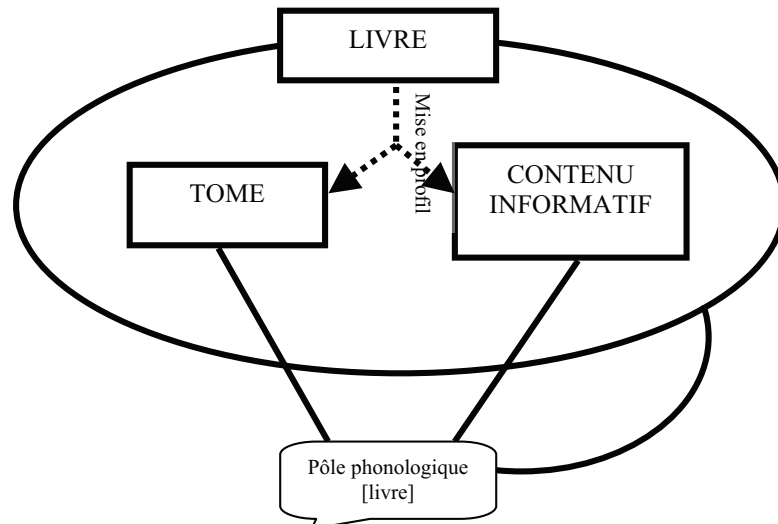 LIVRE
Mise en profil
TOME
CONTENU
INFORMATIF
Pôle phonologique
[livre]